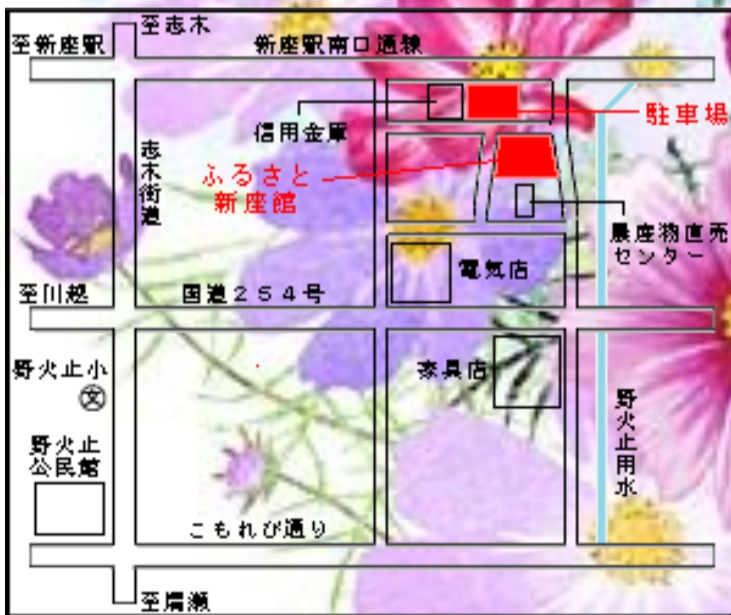 至志木
至新座駅
新座駅南口通線
駐車場
信用金庫
志木街道
ふるさと
新座館
農産物直売
センター
電気店
至川越
国道254号
家具店
野火止小
文
野火止
公民館
野火止用水
こもれび通り
至廣瀬